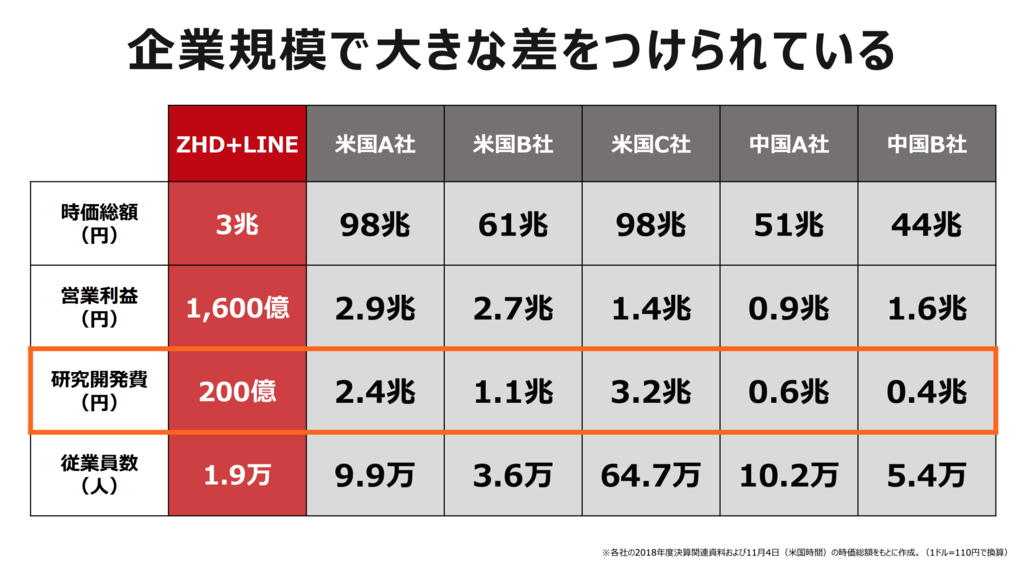 企業規模で大きな差をつけられている
ZHD+LINE 米国A社 米国B社 米国C社 中国A社 中国B社
時価総額
（円）
3兆 98兆 61兆 98兆 51兆 44兆
営業利益
（円）
1,600億 2.9兆 2.7兆 1.4兆 0.9兆 1.6兆
研究開発費
（円）
200億 2.4兆 1.1兆 3.2兆 0.6兆 0.4兆
従業員数
（人）
1.9万 9.9万 3.6万 64.7万 10.2万 5.4万
※各社の2018年度決算関連資料および11月4日（米国時間）の時価総額をもとに作成。（1ドル=110円で換算）